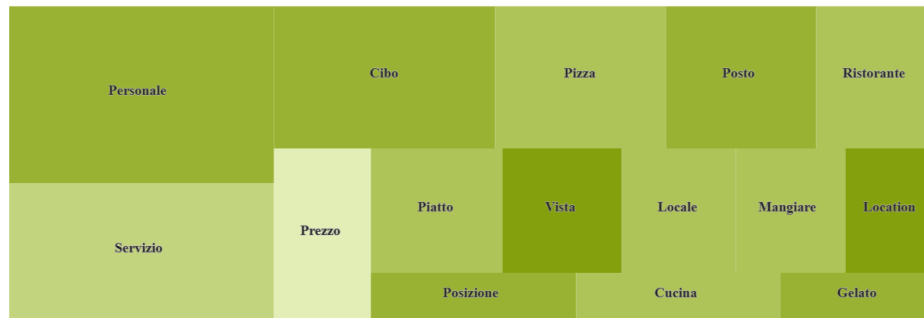 Personale
Cibo
Pizza
Posto
Ristorante
Servizio
Prezzo
Piatto
Vista
Locale
Mangiare
Location
Posizione
Cucina
Gelato